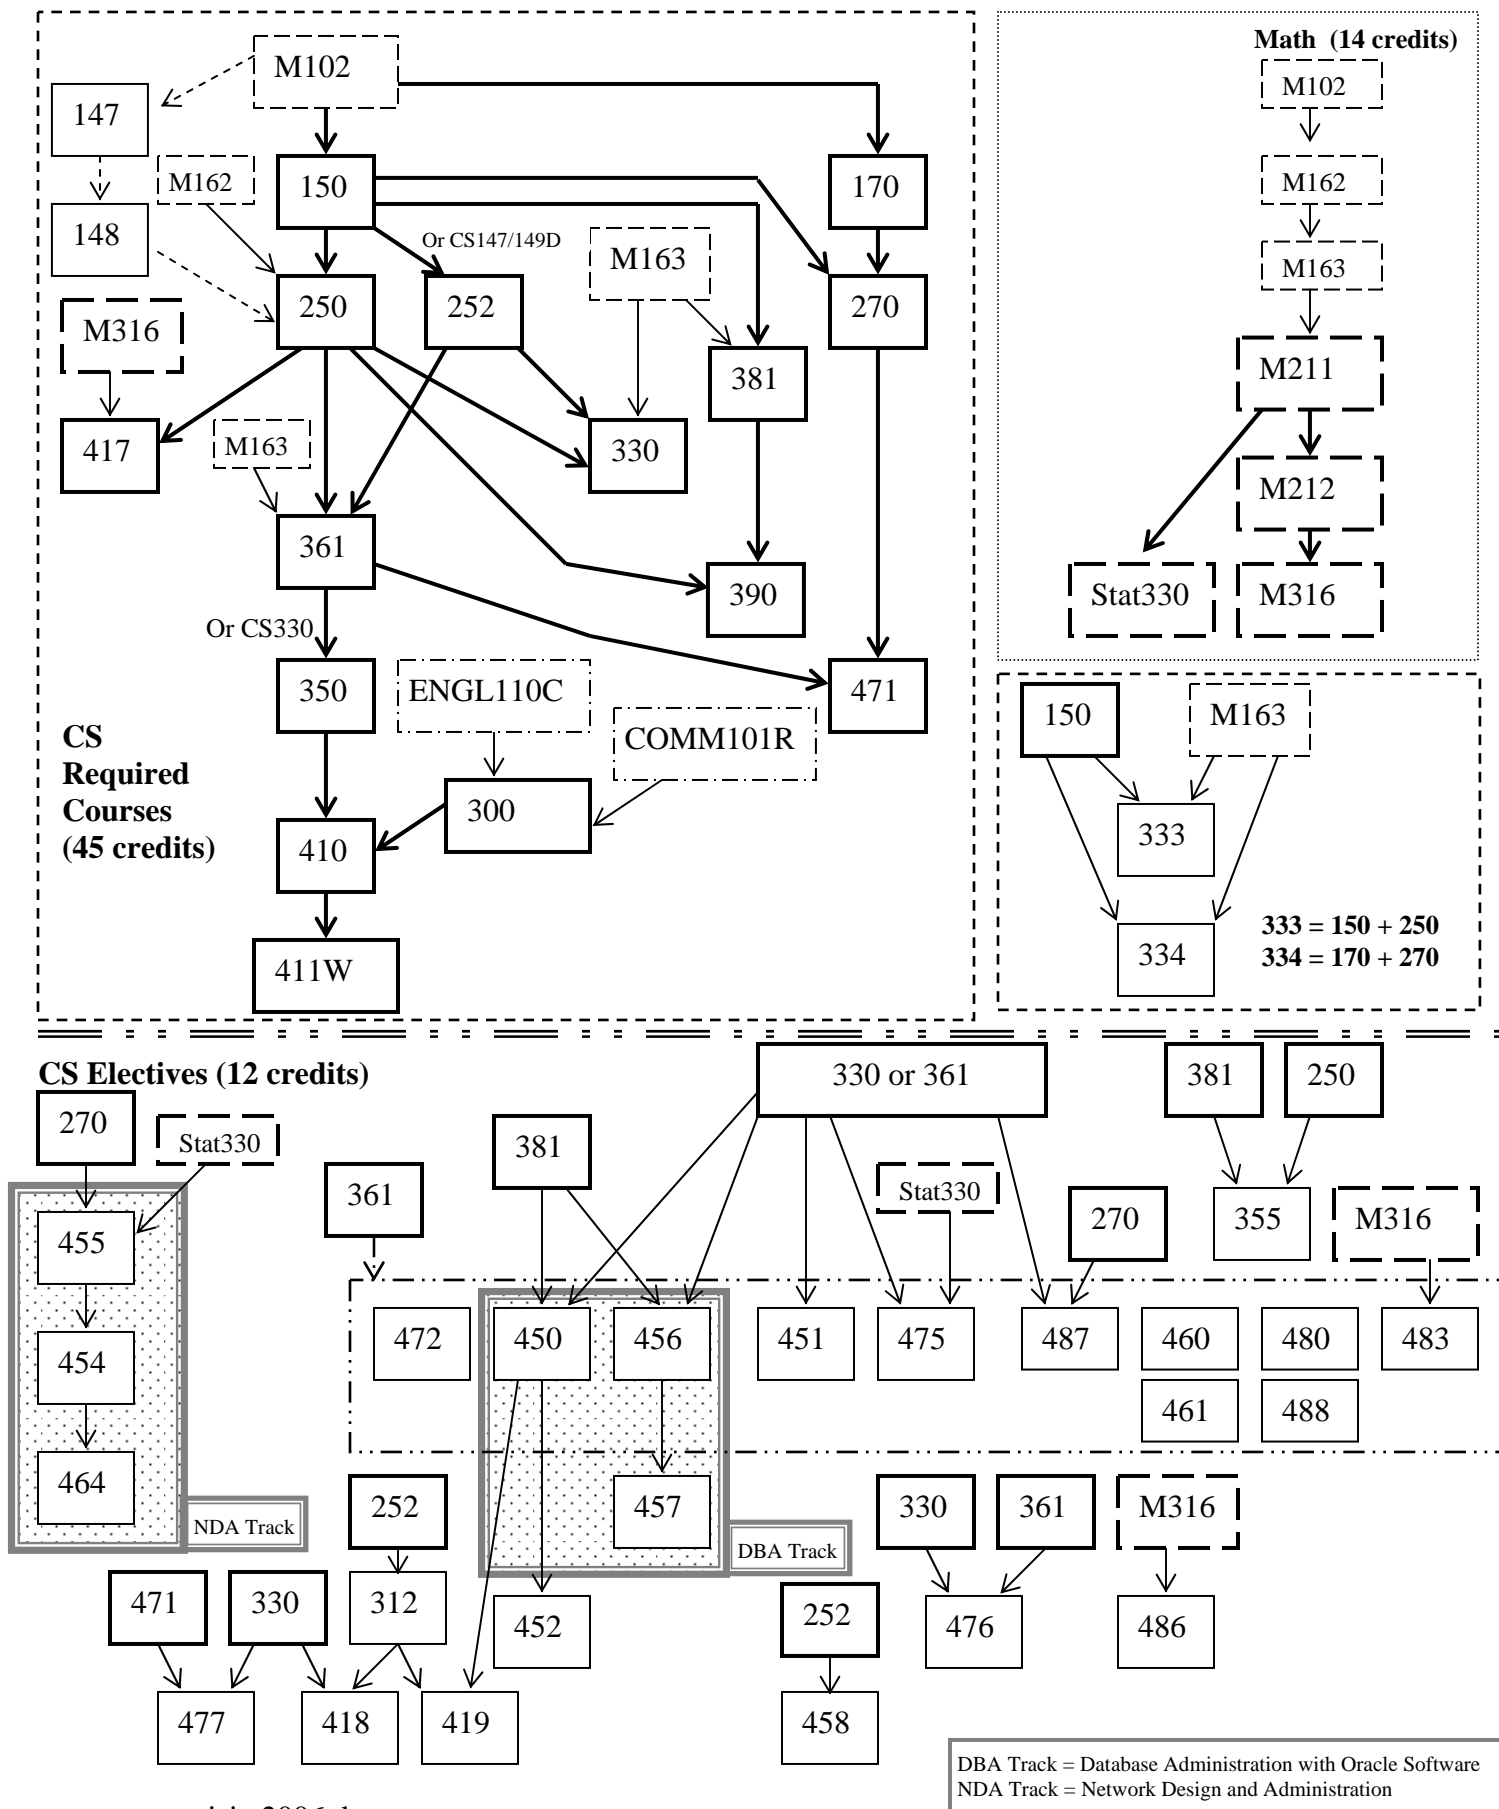 Math (14 credits)
M102
M102
147
M162
150
170
M162
148
Or CS147/149D
M163
M163
250
252
270
M316
M211
381
417
M163
330
M212
361
390
Stat330
M316
Or CS330
350
ENGL110C
471
150
M163
CS
Required
Courses
(45 credits)
COMM101R
300
333
410
333 = 150 + 250
334 = 170 + 270
334
411W
CS Electives (12 credits)
330 or 361
381
250
270
Stat330
381
361
Stat330
270
355
M316
455
472
450
456
451
475
487
460
480
483
454
461
488
464
NDA Track
252
457
DBA Track
330
361
M316
471
330
312
452
252
476
486
477
418
419
458
DBA Track = Database Administration with Oracle Software
NDA Track = Network Design and Administration